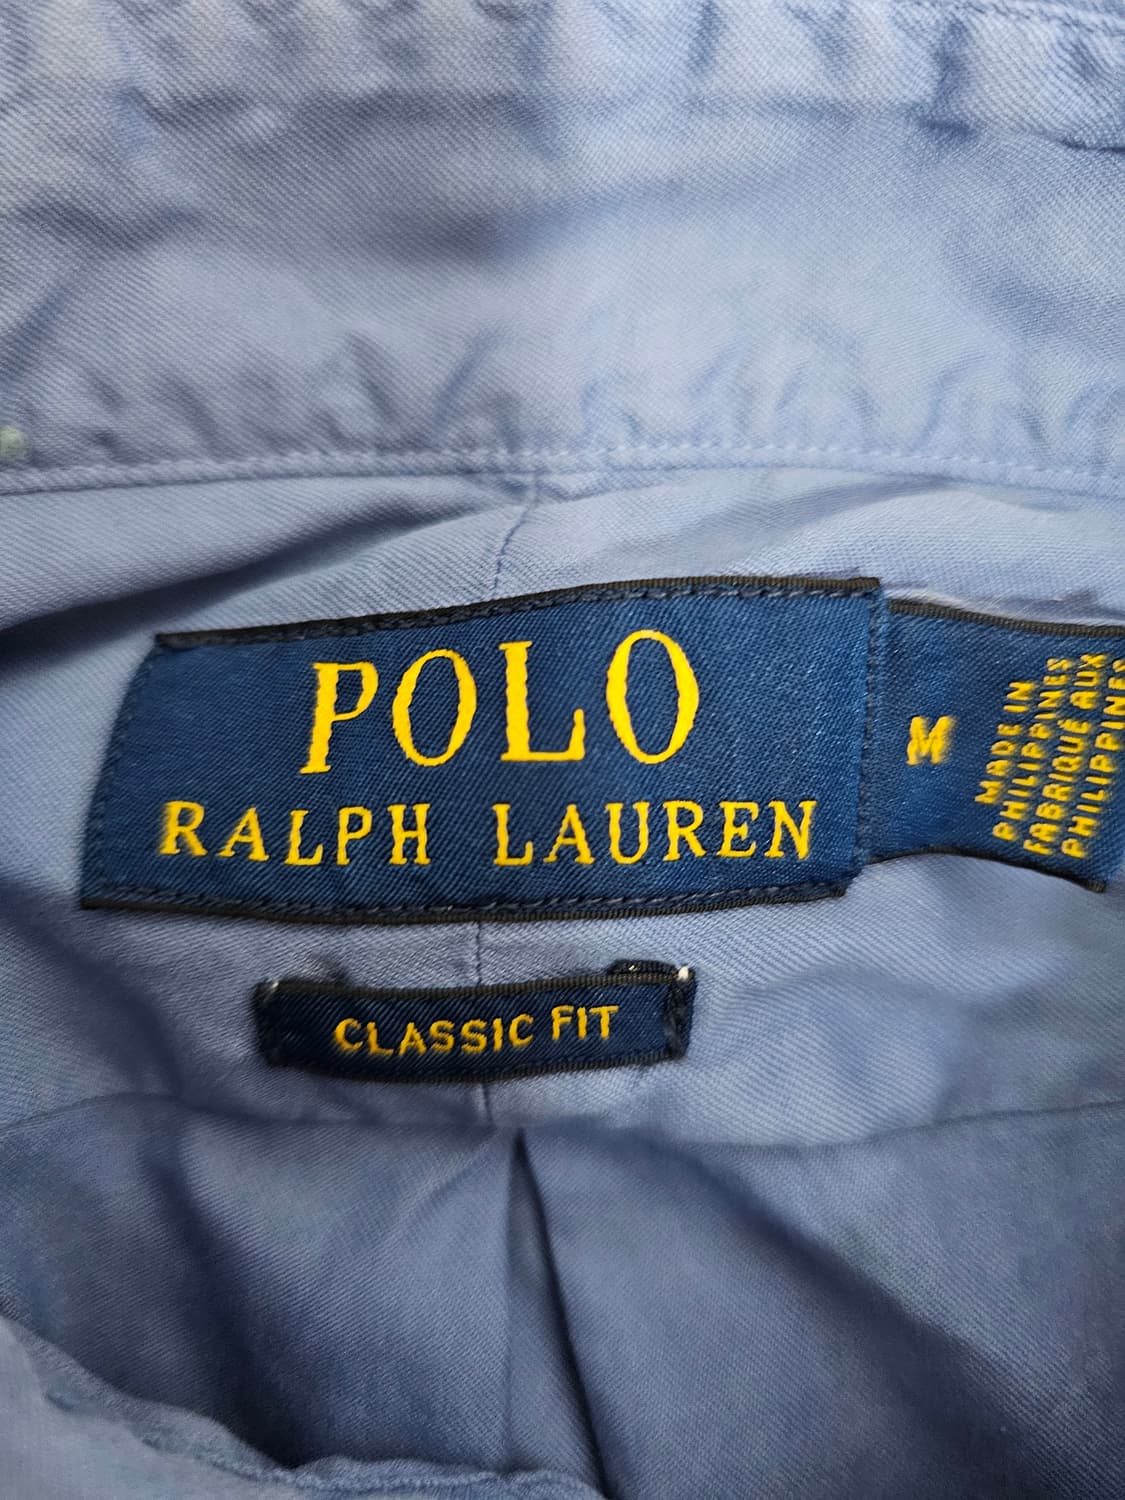 POLO
RALPH LAUREN
M
MADE IN
PHILIPPINES
FABRIQUÉ AUX
PHILIPPINES
CLASSIC FIT